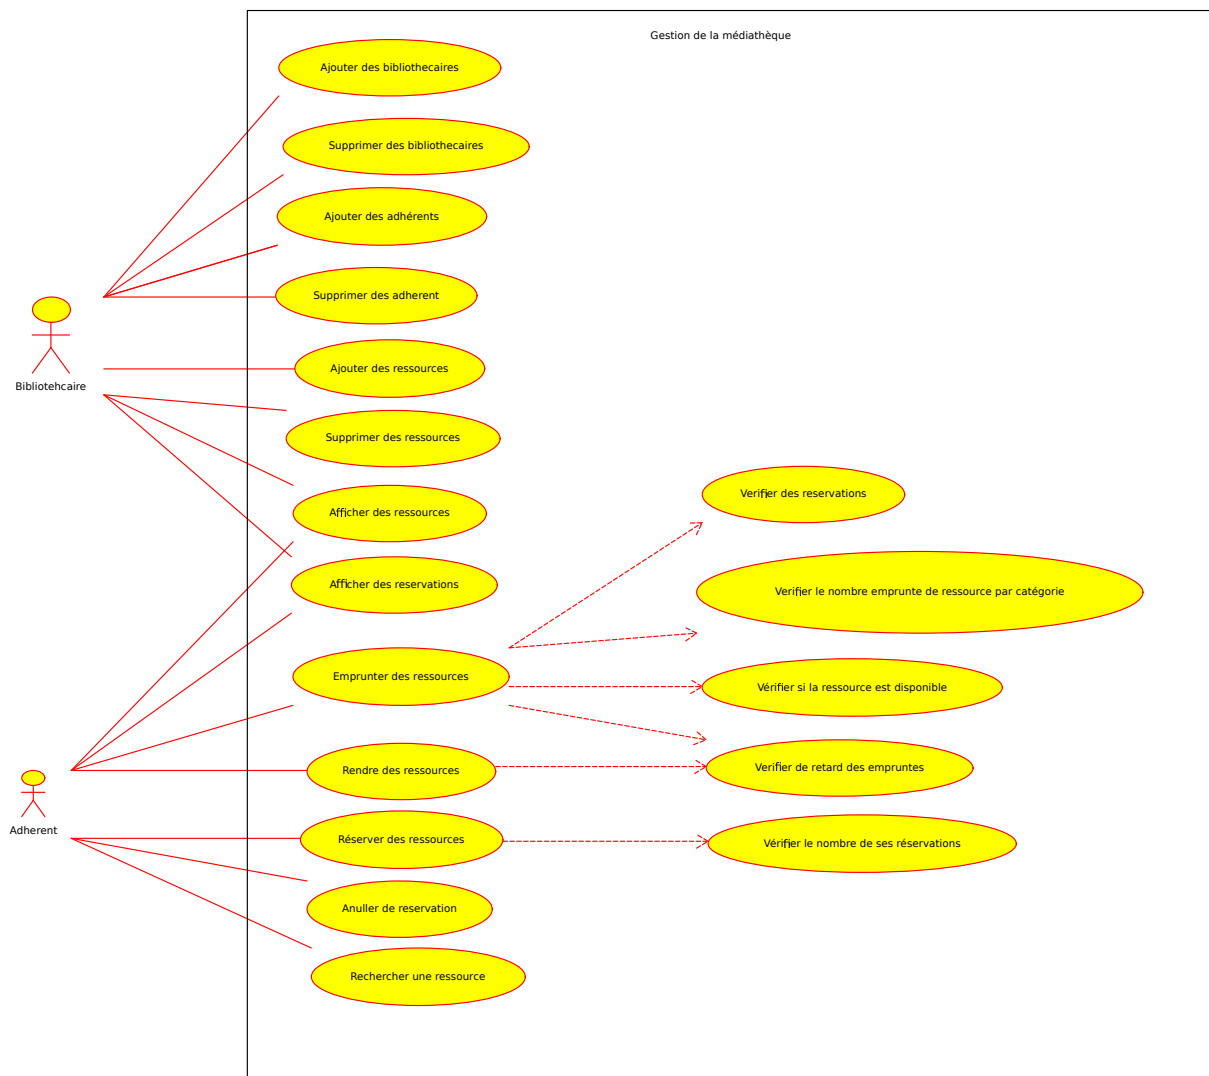 Gestion de la médiathèque
Ajouter des bibliothecaires
Supprimer des bibliothecaires
Ajouter des adhérents
Supprimer des adherent
Bibliotehcaire
Ajouter des ressources
Supprimer des ressources
Afficher des ressources
Verifier des reservations
Afficher des reservations
Verifier le nombre emprunte de ressource par catégorie
Emprunter des ressources
Vérifier si la ressource est disponible
Rendre des ressources
Verifier de retard des empruntes
Adherent
Réserver des ressources
Vérifier le nombre de ses réservations
Anuller de reservation
Rechercher une ressource